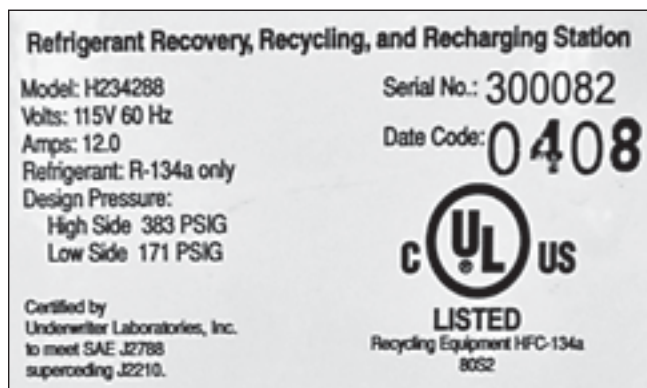 Refrigerant Recovery, Recycling, and Recharging Station
Model: H234288
Volts: 115V 60 Hz
Amps: 12.0
Refrigerant: R-134a only
Design Pressure:
High Side 383 PSIG
Low Side 171 PSIG
Certified by
Underwriter Laboratories, Inc.
to meet SAE J2788
superceding J2210.
Serial No.: 300082
Date Code: 0408
C UL® US
LISTED
Recycling Equipment HFC-134a
80S2